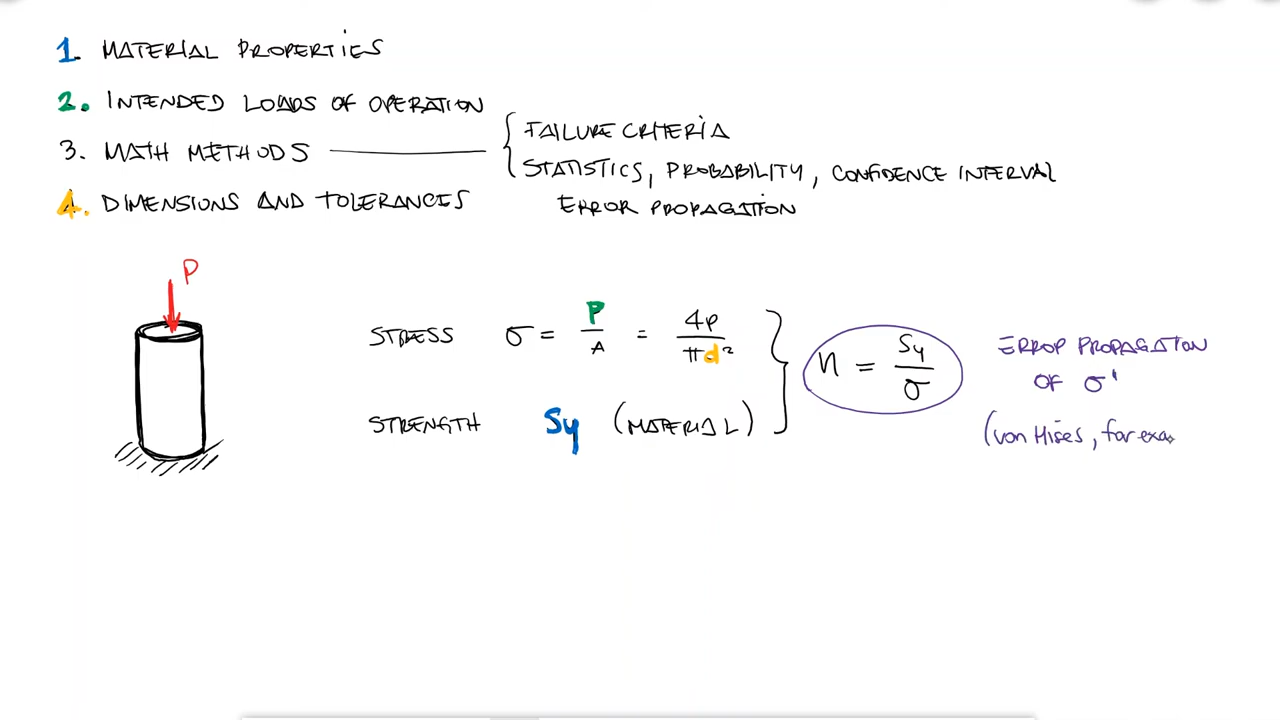 1. MATERIAL PROPERTIES
2. INTENDED LOADS OF OPERATION
3. MATH METHODS
FAILURE CRITERIA
STATISTICS, PROBABILITY, CONFIDENCE INTERVAL
4. DIMENSIONS AND TOLERANCES
ERROR PROPAGATION
P
STRESS σ = P/A = 4P/πd²
n = Sy/σ
ERROR PROPAGATION
OF σ'
STRENGTH Sy (MATERIAL)
(von Mises, for exa